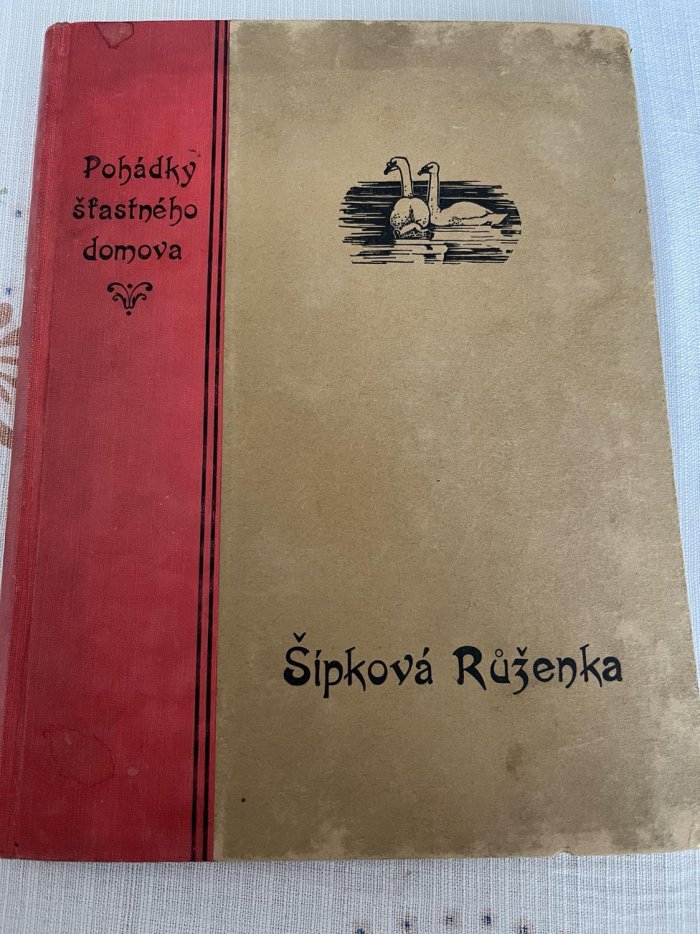 Pohádky
šťastného
domova
Šípková Růženka